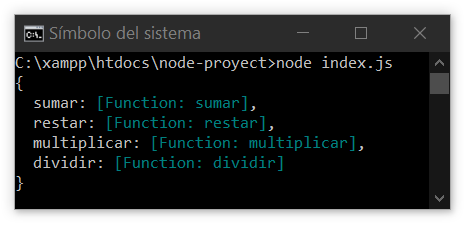 Símbolo del sistema
C:\xampp\htdocs\node-proyect>node index.js
{
  sumar: [Function: sumar],
  restar: [Function: restar],
  multiplicar: [Function: multiplicar],
  dividir: [Function: dividir]
}